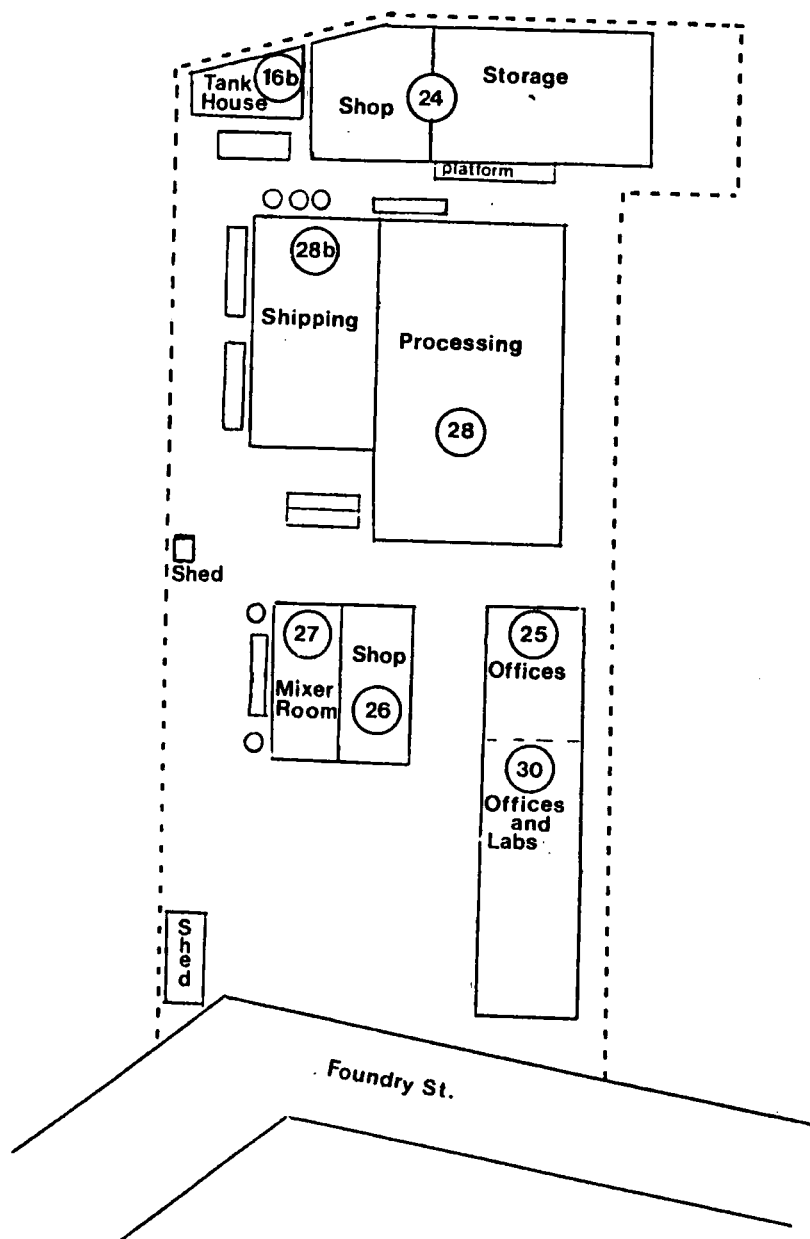 Tank
House
16b
Shop
24
Storage
platform
28b
Shipping
Processing
28
Shed
27
Mixer
Room
Shop
26
25
Offices
30
Offices
and
Labs
Shed
Foundry St.